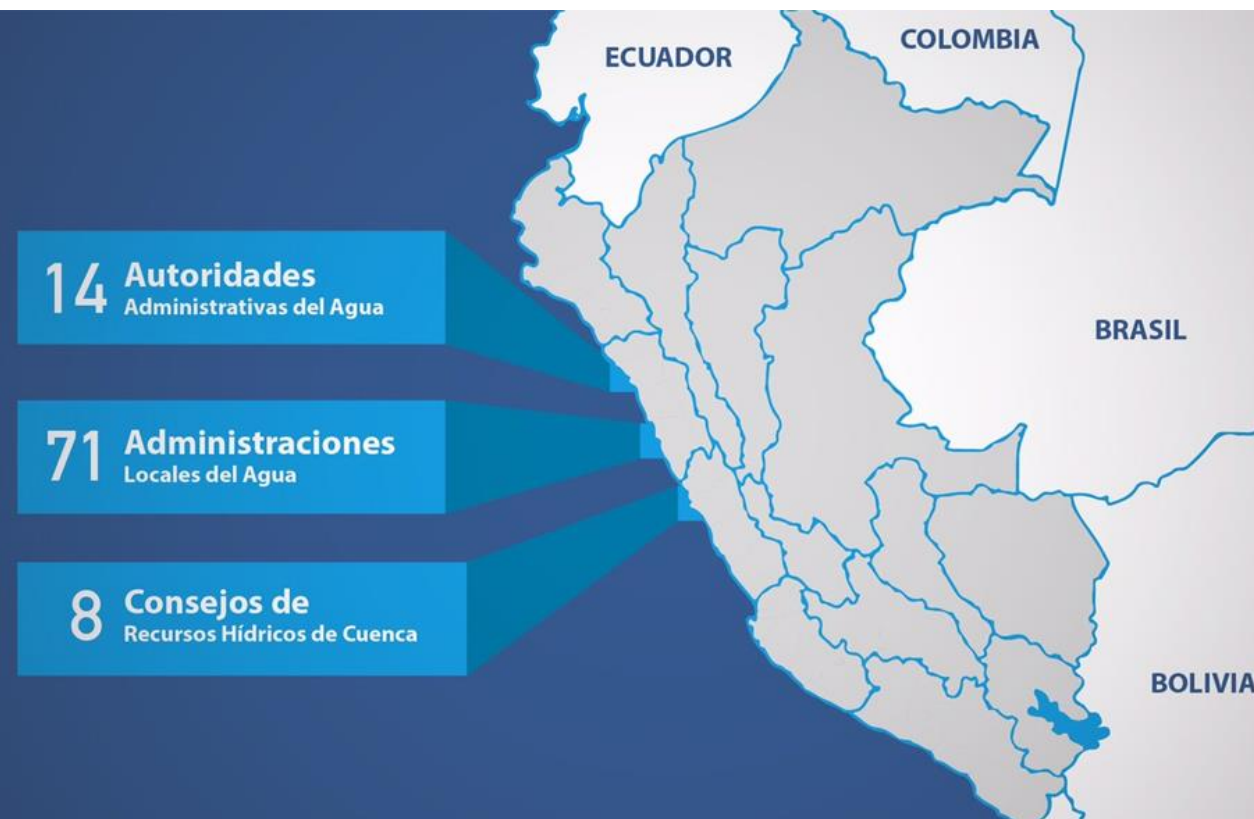 ECUADOR
COLOMBIA
14 Autoridades
Administrativas del Agua
BRASIL
71 Administraciones
Locales del Agua
8 Consejos de
Recursos Hídricos de Cuenca
BOLIVIA